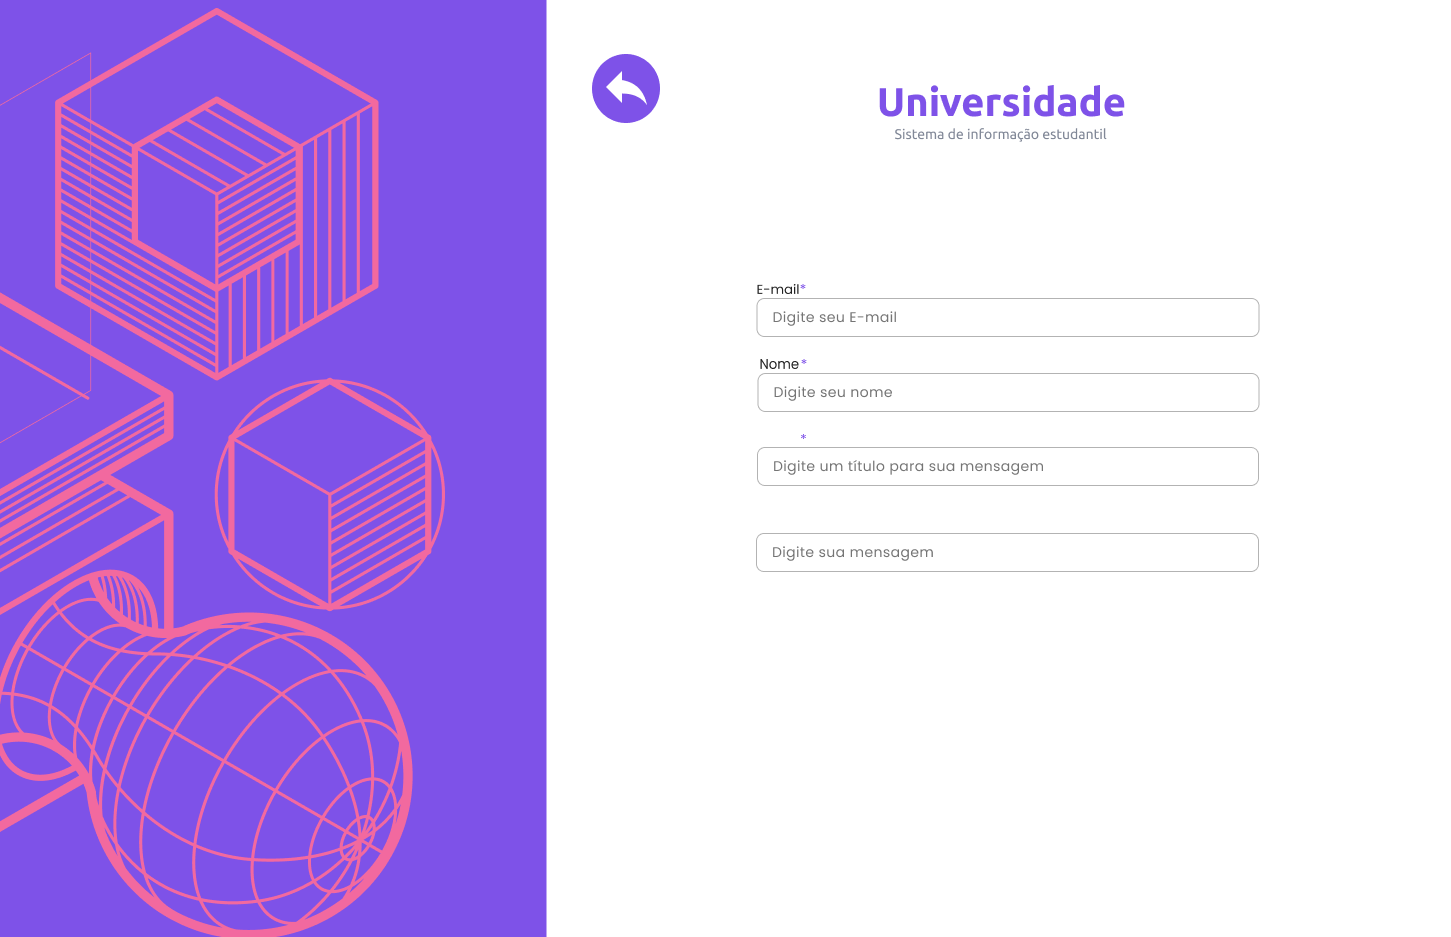 Universidade
Sistema de informação estudantil
E-mail*
Digite seu E-mail
Nome*
Digite seu nome
*
Digite um título para sua mensagem
Digite sua mensagem